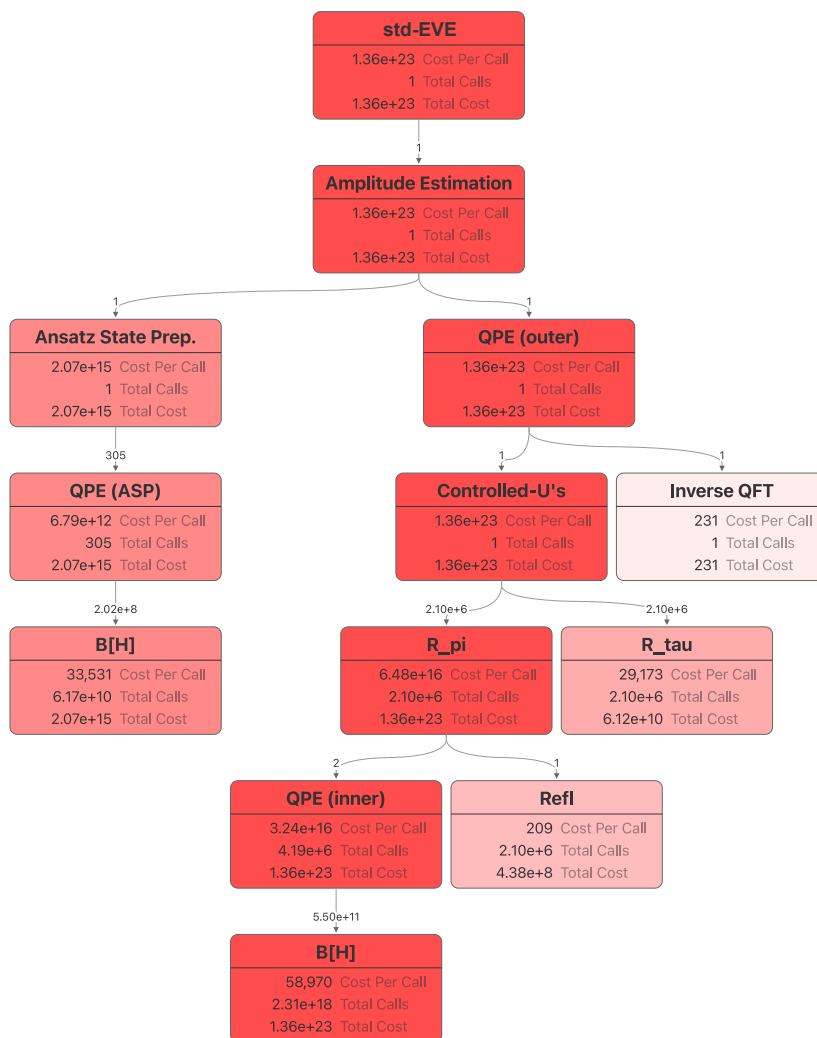 std-EVE
1.36e+23 Cost Per Call
1 Total Calls
1.36e+23 Total Cost
1
Amplitude Estimation
1.36e+23 Cost Per Call
1 Total Calls
1.36e+23 Total Cost
1
1
Ansatz State Prep.
2.07e+15 Cost Per Call
1 Total Calls
2.07e+15 Total Cost
QPE (outer)
1.36e+23 Cost Per Call
1 Total Calls
1.36e+23 Total Cost
305
1
1
QPE (ASP)
6.79e+12 Cost Per Call
305 Total Calls
2.07e+15 Total Cost
Controlled-U's
1.36e+23 Cost Per Call
1 Total Calls
1.36e+23 Total Cost
Inverse QFT
231 Cost Per Call
1 Total Calls
231 Total Cost
2.02e+8
2.10e+6
2.10e+6
B[H]
33,531 Cost Per Call
6.17e+10 Total Calls
2.07e+15 Total Cost
R_pi
6.48e+16 Cost Per Call
2.10e+6 Total Calls
1.36e+23 Total Cost
R_tau
29,173 Cost Per Call
2.10e+6 Total Calls
6.12e+10 Total Cost
2
1
QPE (inner)
3.24e+16 Cost Per Call
4.19e+6 Total Calls
1.36e+23 Total Cost
Refl
209 Cost Per Call
2.10e+6 Total Calls
4.38e+8 Total Cost
5.50e+11
B[H]
58,970 Cost Per Call
2.31e+18 Total Calls
1.36e+23 Total Cost